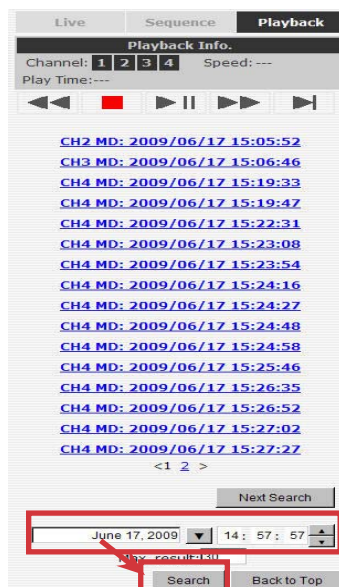 Live Sequence Playback
Playback Info.
Channel: 1 2 3 4 Speed: ---
Play Time:---
CH2 MD: 2009/06/17 15:05:52
CH3 MD: 2009/06/17 15:06:46
CH4 MD: 2009/06/17 15:19:33
CH4 MD: 2009/06/17 15:19:47
CH4 MD: 2009/06/17 15:22:31
CH4 MD: 2009/06/17 15:23:08
CH4 MD: 2009/06/17 15:23:54
CH4 MD: 2009/06/17 15:24:16
CH4 MD: 2009/06/17 15:24:27
CH4 MD: 2009/06/17 15:24:48
CH4 MD: 2009/06/17 15:24:58
CH4 MD: 2009/06/17 15:25:46
CH4 MD: 2009/06/17 15:26:35
CH4 MD: 2009/06/17 15:26:52
CH4 MD: 2009/06/17 15:27:02
CH4 MD: 2009/06/17 15:27:27
<1 2 >
Next Search
June 17, 2009 14: 57: 57
result:
Search Back to Top